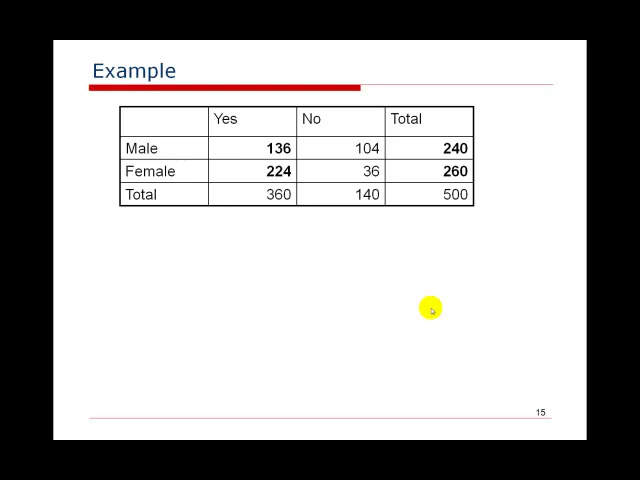 Example
Yes No Total
Male 136 104 240
Female 224 36 260
Total 360 140 500
15